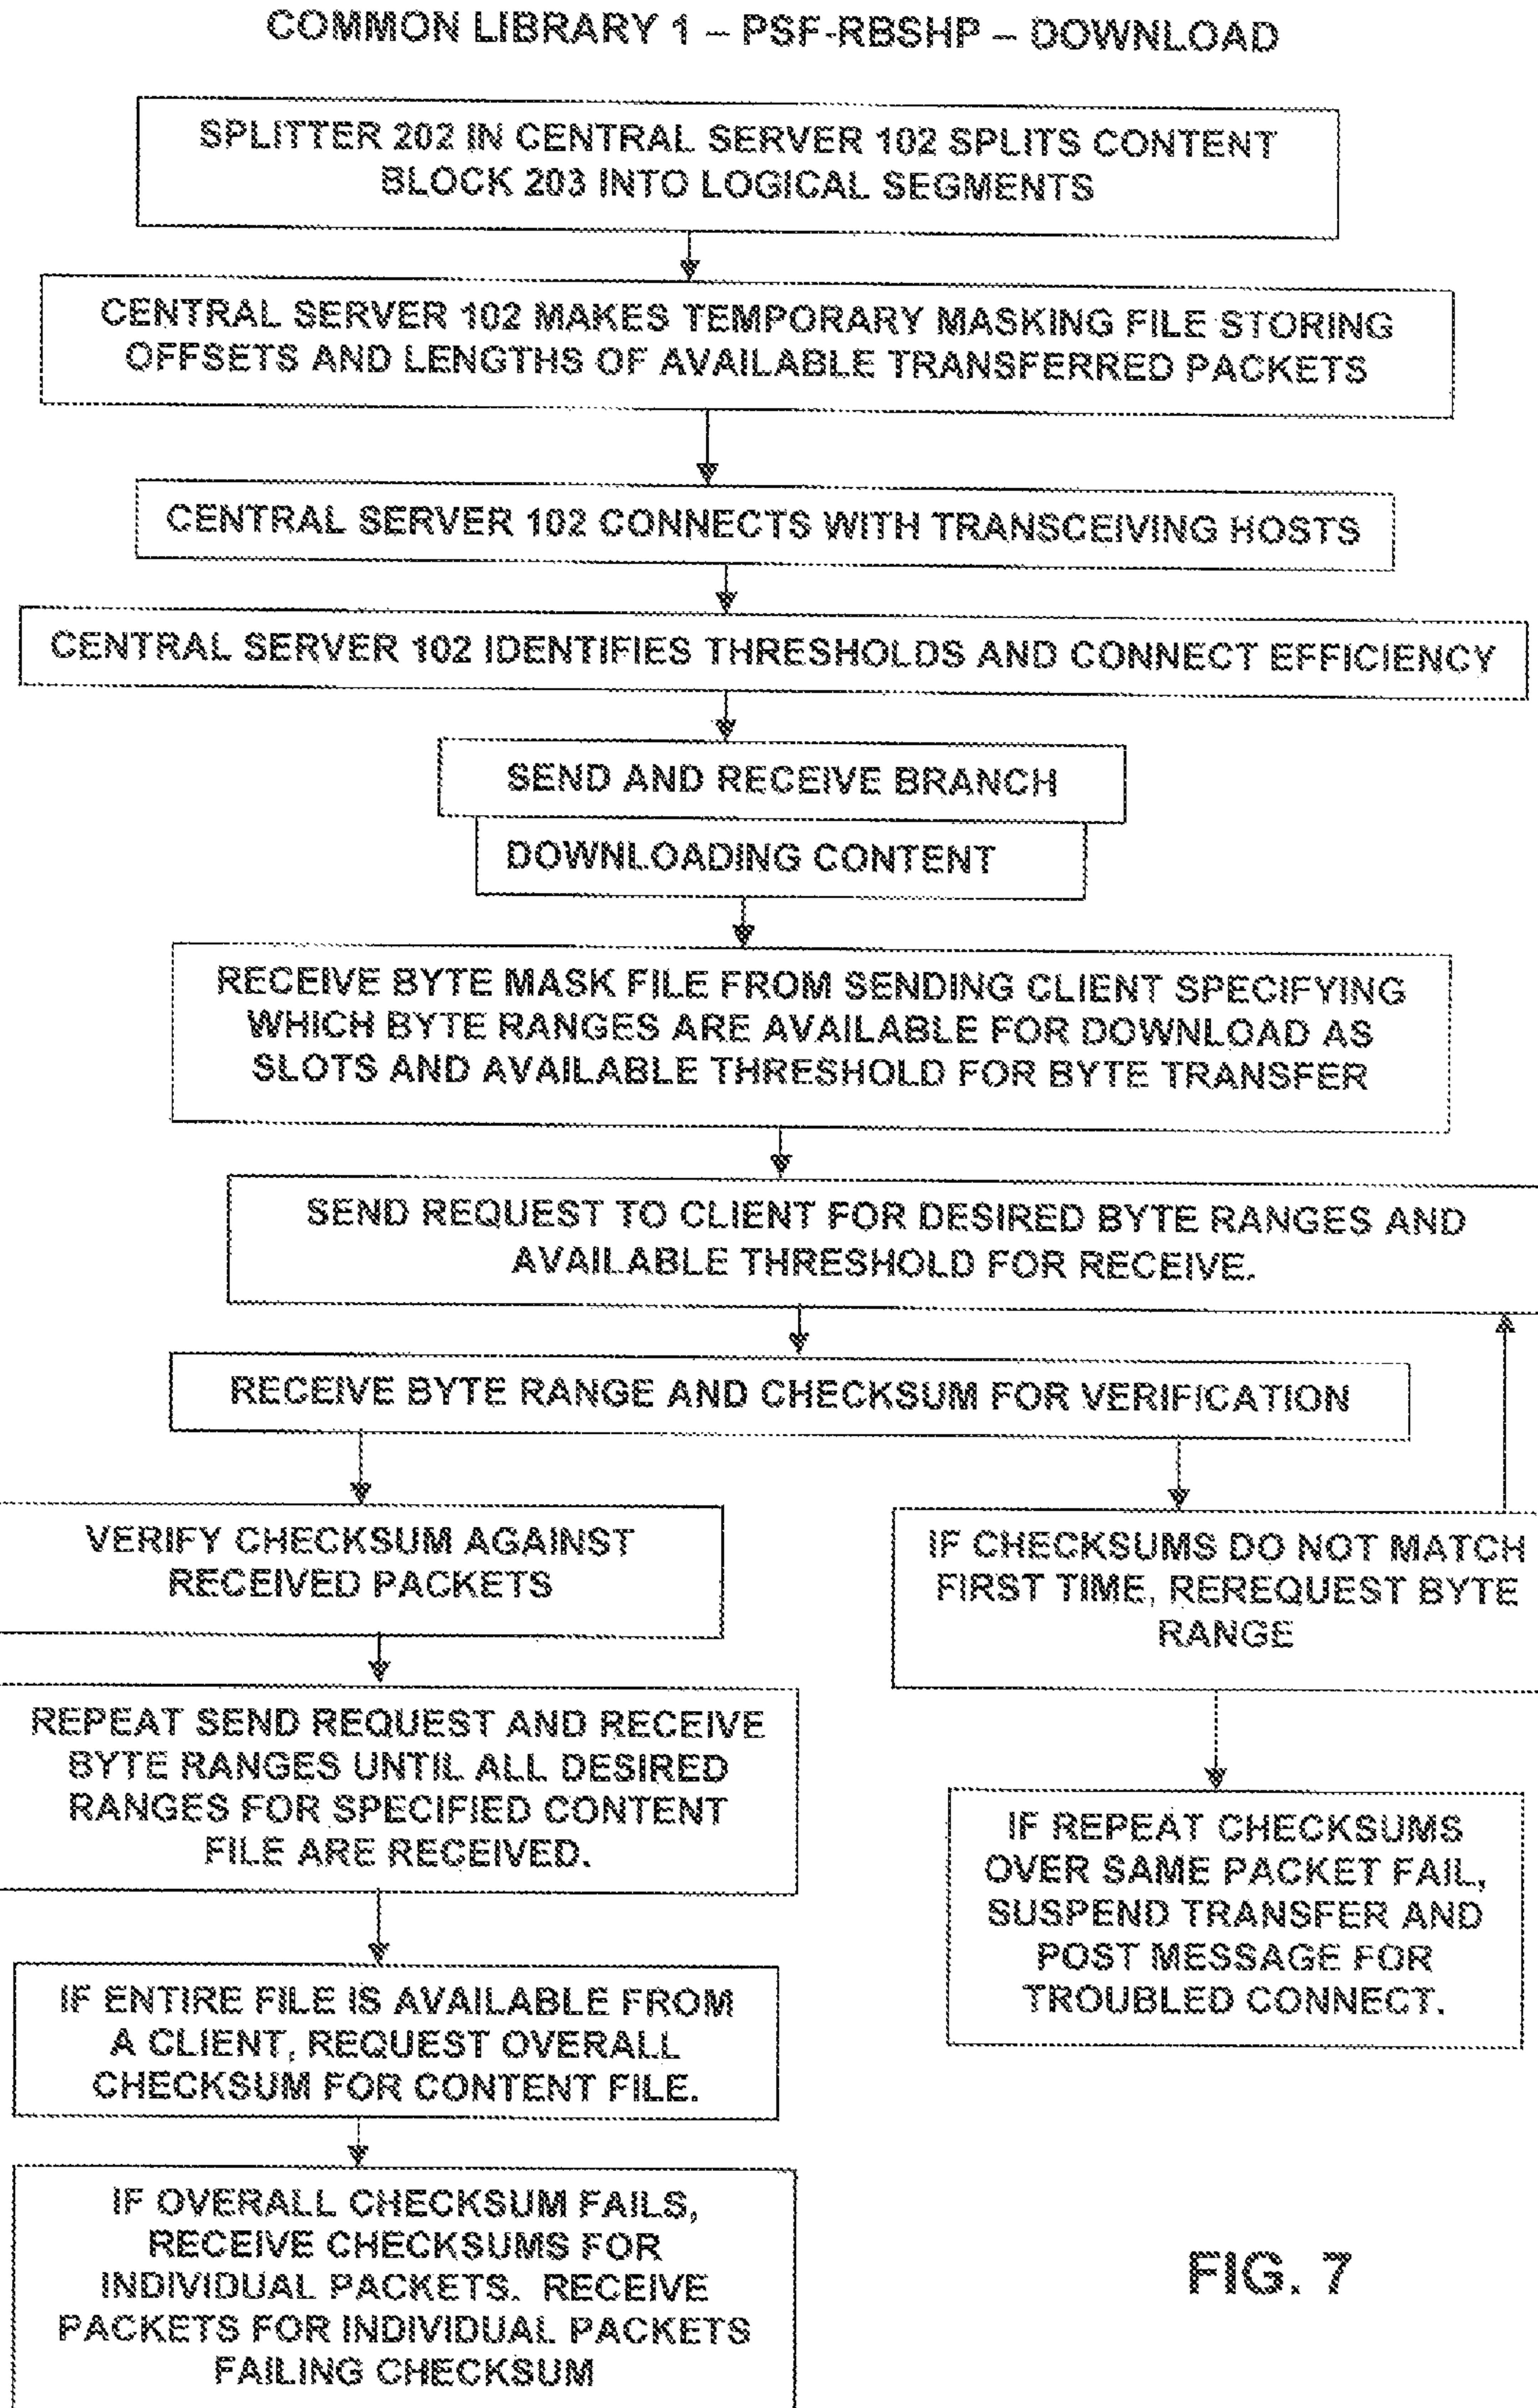 COMMON LIBRARY 1 – PSF-RBSHP – DOWNLOAD
SPLITTER 202 IN CENTRAL SERVER 102 SPLITS CONTENT
BLOCK 203 INTO LOGICAL SEGMENTS
CENTRAL SERVER 102 MAKES TEMPORARY MASKING FILE STORING
OFFSETS AND LENGTHS OF AVAILABLE TRANSFERRED PACKETS
CENTRAL SERVER 102 CONNECTS WITH TRANSCEIVING HOSTS
CENTRAL SERVER 102 IDENTIFIES THRESHOLDS AND CONNECT EFFICIENCY
SEND AND RECEIVE BRANCH
DOWNLOADING CONTENT
RECEIVE BYTE MASK FILE FROM SENDING CLIENT SPECIFYING
WHICH BYTE RANGES ARE AVAILABLE FOR DOWNLOAD AS
SLOTS AND AVAILABLE THRESHOLD FOR BYTE TRANSFER
SEND REQUEST TO CLIENT FOR DESIRED BYTE RANGES AND
AVAILABLE THRESHOLD FOR RECEIVE.
RECEIVE BYTE RANGE AND CHECKSUM FOR VERIFICATION
VERIFY CHECKSUM AGAINST
RECEIVED PACKETS
REPEAT SEND REQUEST AND RECEIVE
BYTE RANGES UNTIL ALL DESIRED
RANGES FOR SPECIFIED CONTENT
FILE ARE RECEIVED.
IF ENTIRE FILE IS AVAILABLE FROM
A CLIENT, REQUEST OVERALL
CHECKSUM FOR CONTENT FILE.
IF OVERALL CHECKSUM FAILS,
RECEIVE CHECKSUMS FOR
INDIVIDUAL PACKETS. RECEIVE
PACKETS FOR INDIVIDUAL PACKETS
FAILING CHECKSUM
IF CHECKSUMS DO NOT MATCH
FIRST TIME, REREQUEST BYTE
RANGE
IF REPEAT CHECKSUMS
OVER SAME PACKET FAIL,
SUSPEND TRANSFER AND
POST MESSAGE FOR
TROUBLED CONNECT.
FIG. 7